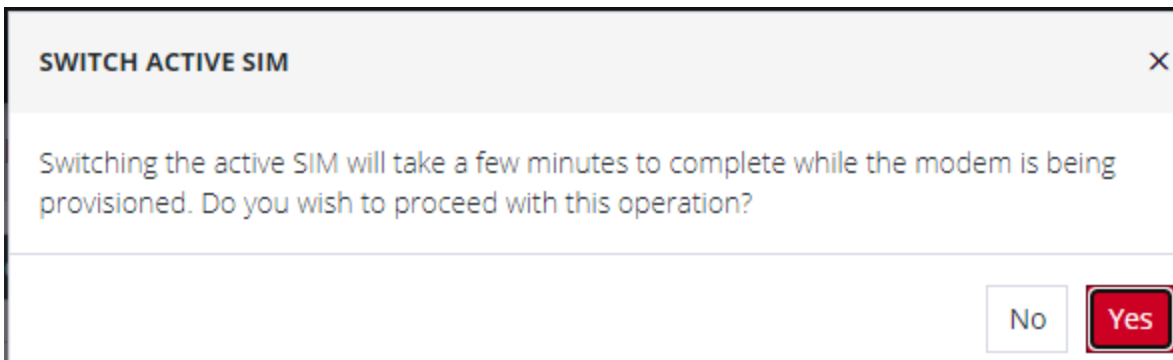 SWITCH ACTIVE SIM
Switching the active SIM will take a few minutes to complete while the modem is being
provisioned. Do you wish to proceed with this operation?
No
Yes